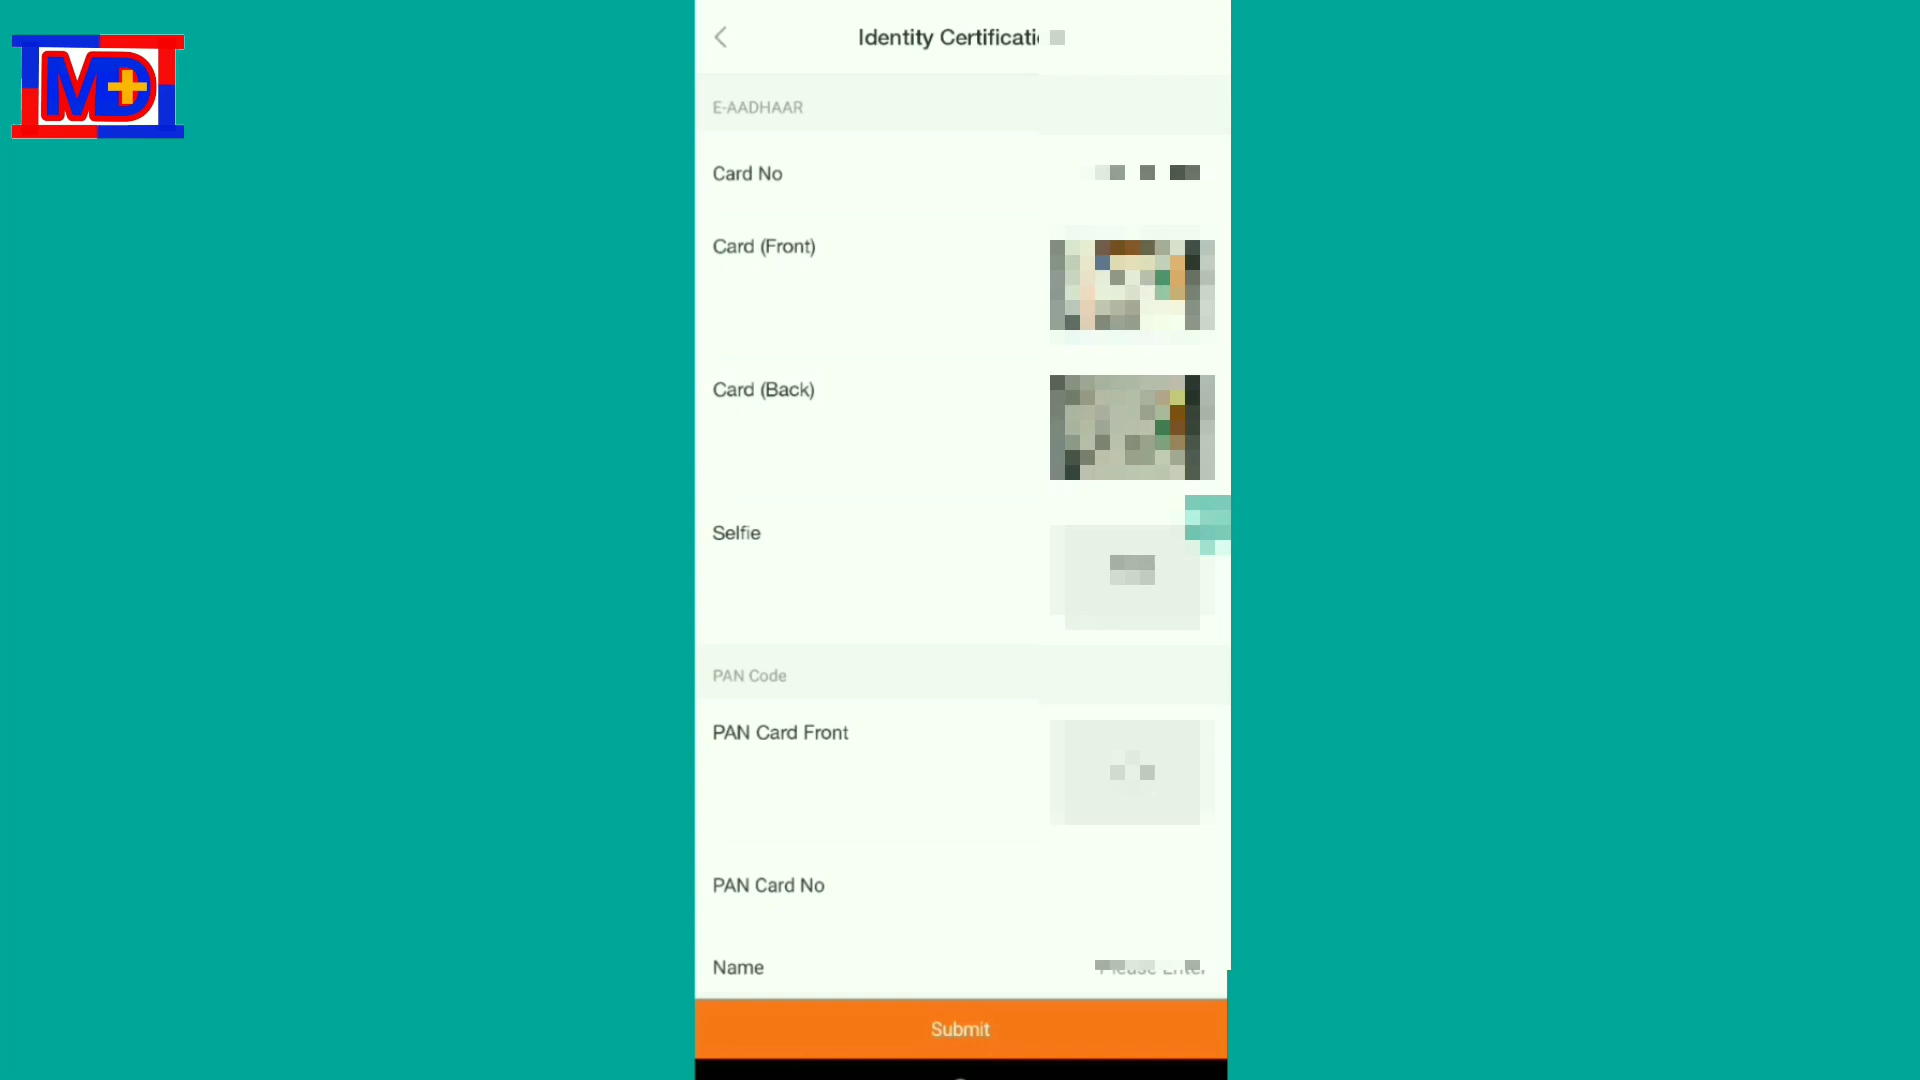 MD+
Identity Certificati
E-AADHAAR
Card No
Card (Front)
Card (Back)
Selfie
PAN Code
PAN Card Front
PAN Card No
Name
Submit